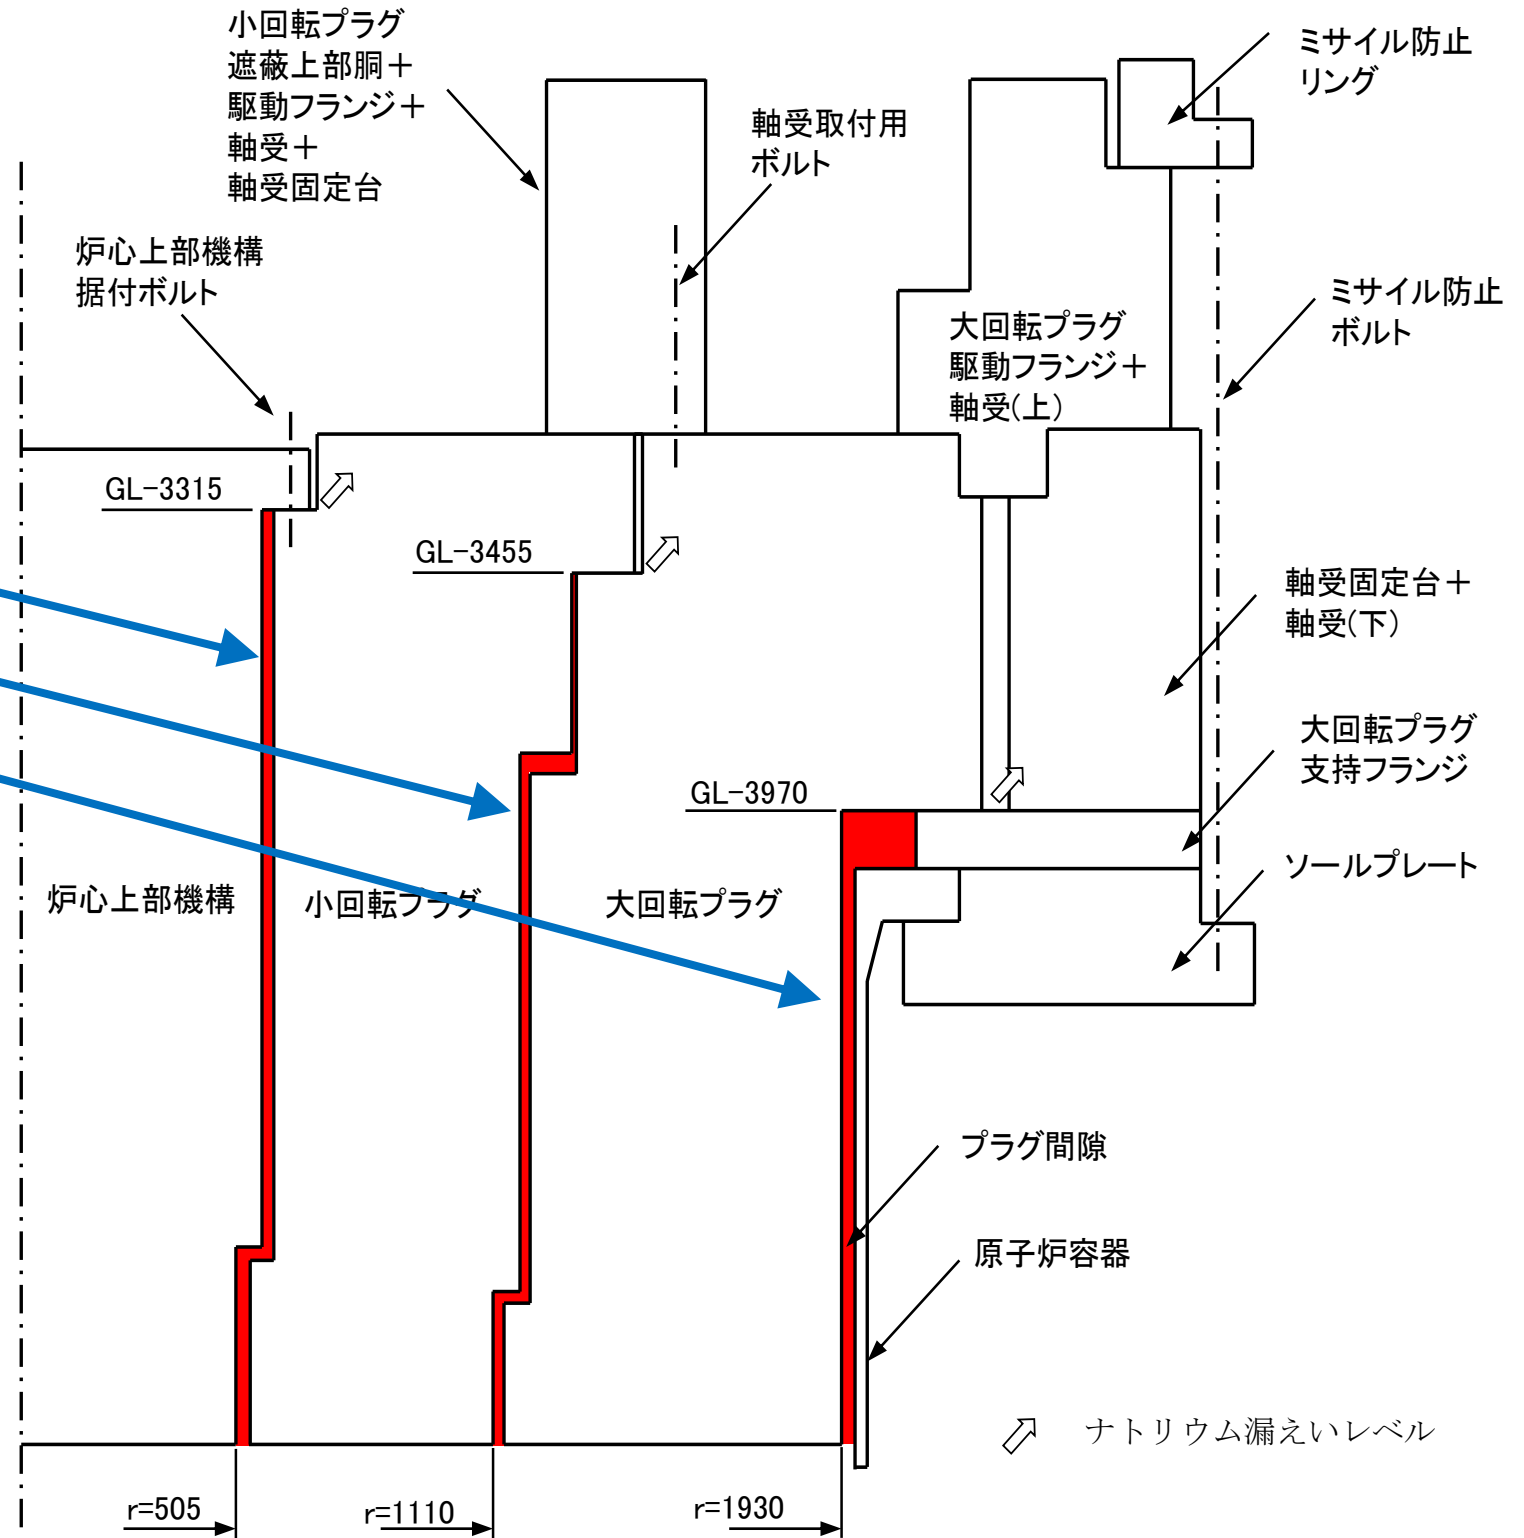 小回転プラグ
遮蔽上部胴＋
駆動フランジ＋
軸受＋
軸受固定台
ミサイル防止
リング
軸受取付用
ボルト
炉心上部機構
据付ボルト
ミサイル防止
ボルト
大回転プラグ
駆動フランジ＋
軸受(上)
GL-3315
GL-3455
軸受固定台＋
軸受(下)
大回転プラグ
支持フランジ
GL-3970
ソールプレート
炉心上部機構
小回転プラグ
大回転プラグ
プラグ間隙
原子炉容器
ナトリウム漏えいレベル
r=505
r=1110
r=1930